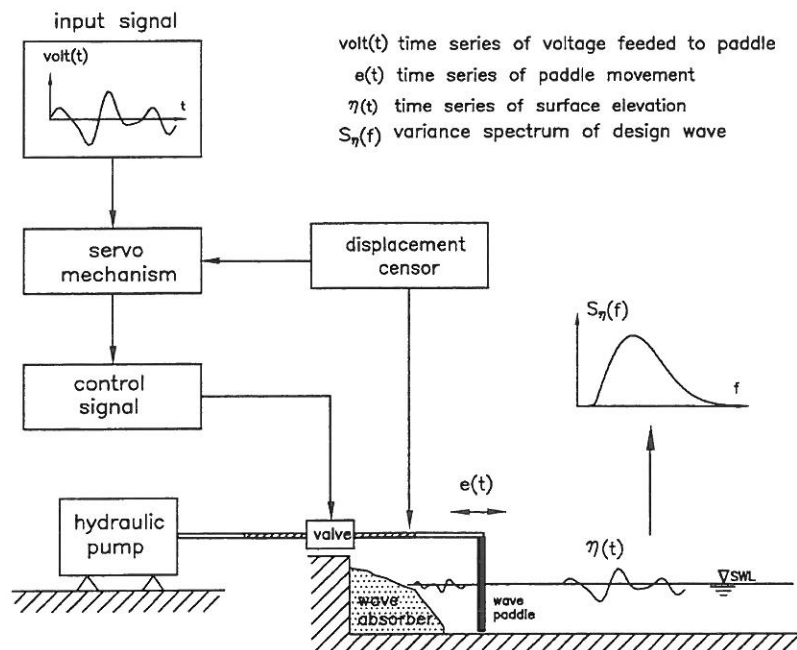 input signal
volt(t)
t
volt(t) time series of voltage feeded to paddle
e(t) time series of paddle movement
η(t) time series of surface elevation
Sη(f) variance spectrum of design wave
servo
mechanism
displacement
censor
control
signal
Sη(f)
f
e(t)
hydraulic
pump
valve
η(t)
SWL
wave
absorber
wave
paddle